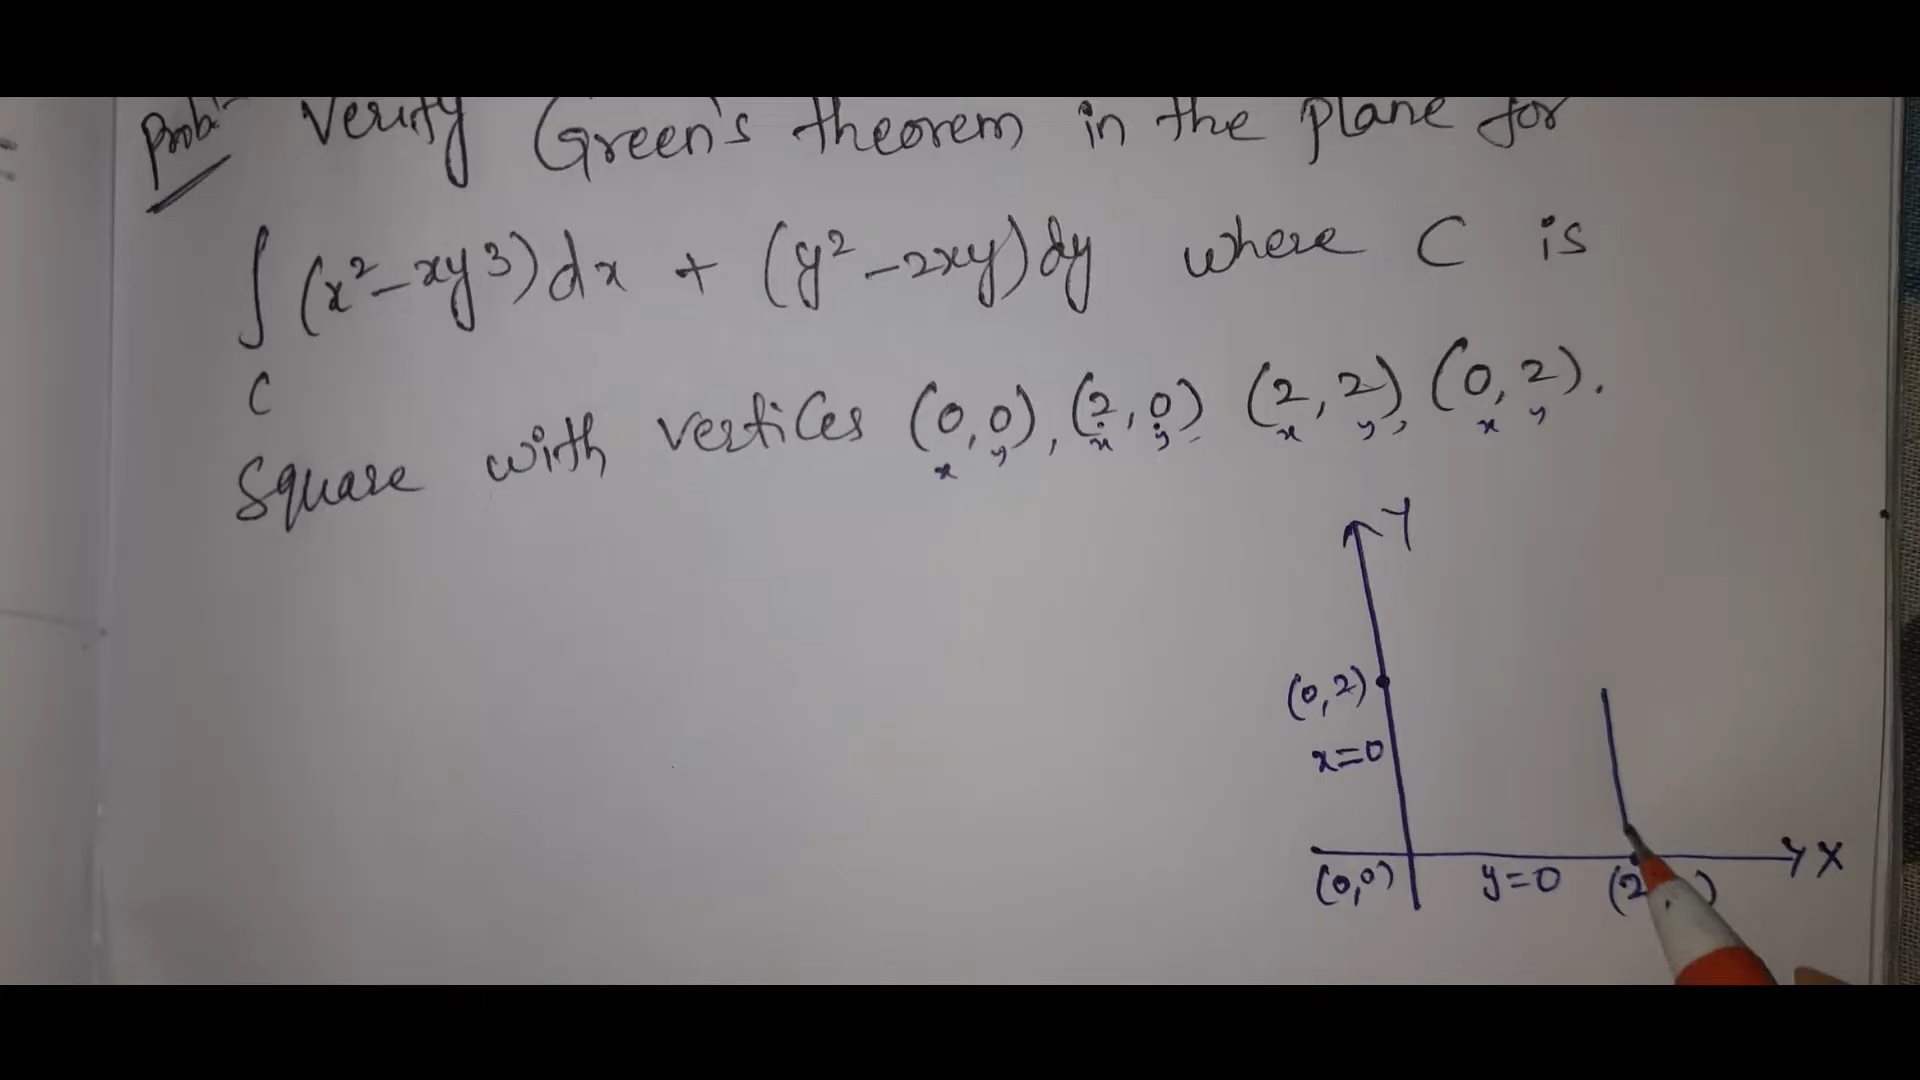 Prob:- Verify Green's theorem in the plane for
∫ (x²-xy³)dx + (y²-2xy)dy where C is
C
Square with vertices (0,0), (2,0) (2,2), (0,2).
x y x y x y x y
Y
(0,2)
x=0
X
(0,0) y=0 (2